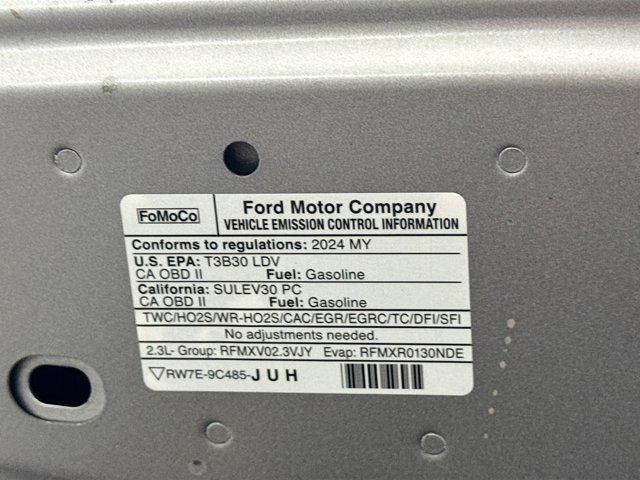 FoMoCo
Ford Motor Company
VEHICLE EMISSION CONTROL INFORMATION
Conforms to regulations: 2024 MY
U.S. EPA: T3B30 LDV
CA OBD II Fuel: Gasoline
California: SULEV30 PC
CA OBD II Fuel: Gasoline
TWC/HO2S/WR-HO2S/CAC/EGR/EGRC/TC/DFI/SFI
No adjustments needed.
2.3L- Group: RFMXV02.3VJY Evap: RFMXR0130NDE
RW7E-9C485-JUH